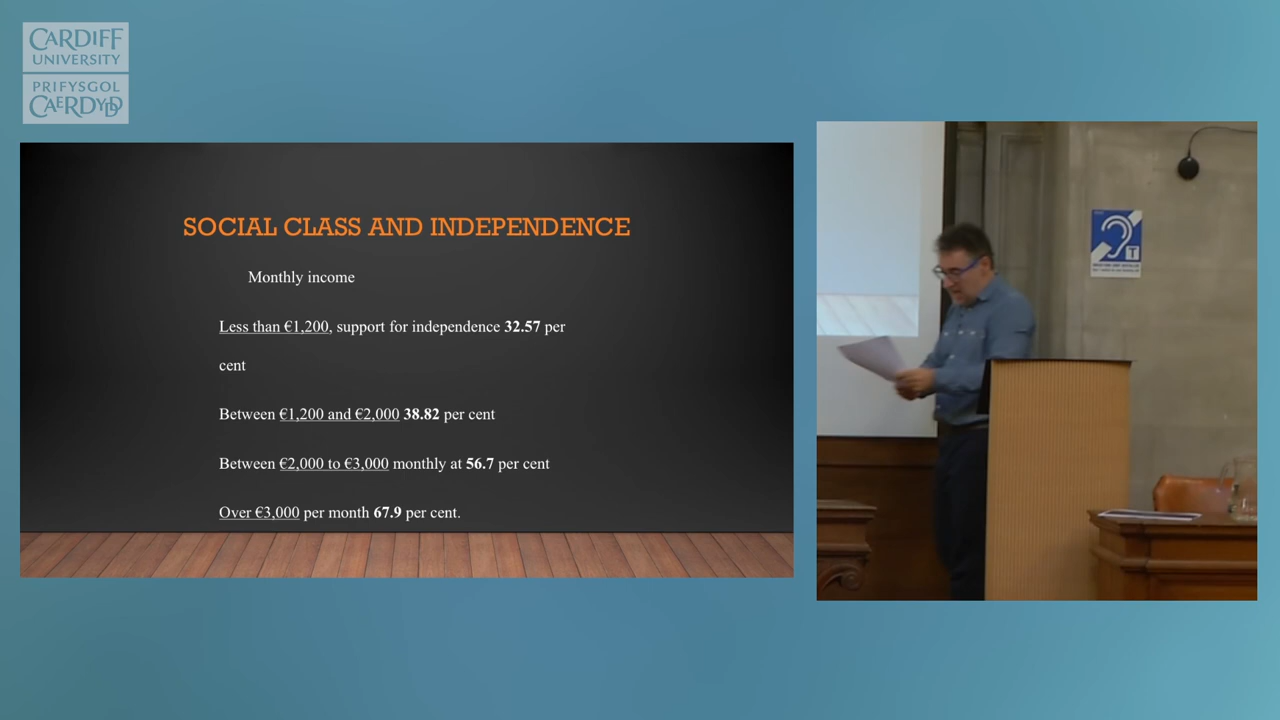 CARDIFF
UNIVERSITY
PRIFYSGOL
CAERDYDD
SOCIAL CLASS AND INDEPENDENCE
Monthly income
Less than €1,200, support for independence 32.57 per
cent
Between €1,200 and €2,000 38.82 per cent
Between €2,000 to €3,000 monthly at 56.7 per cent
Over €3,000 per month 67.9 per cent.
T